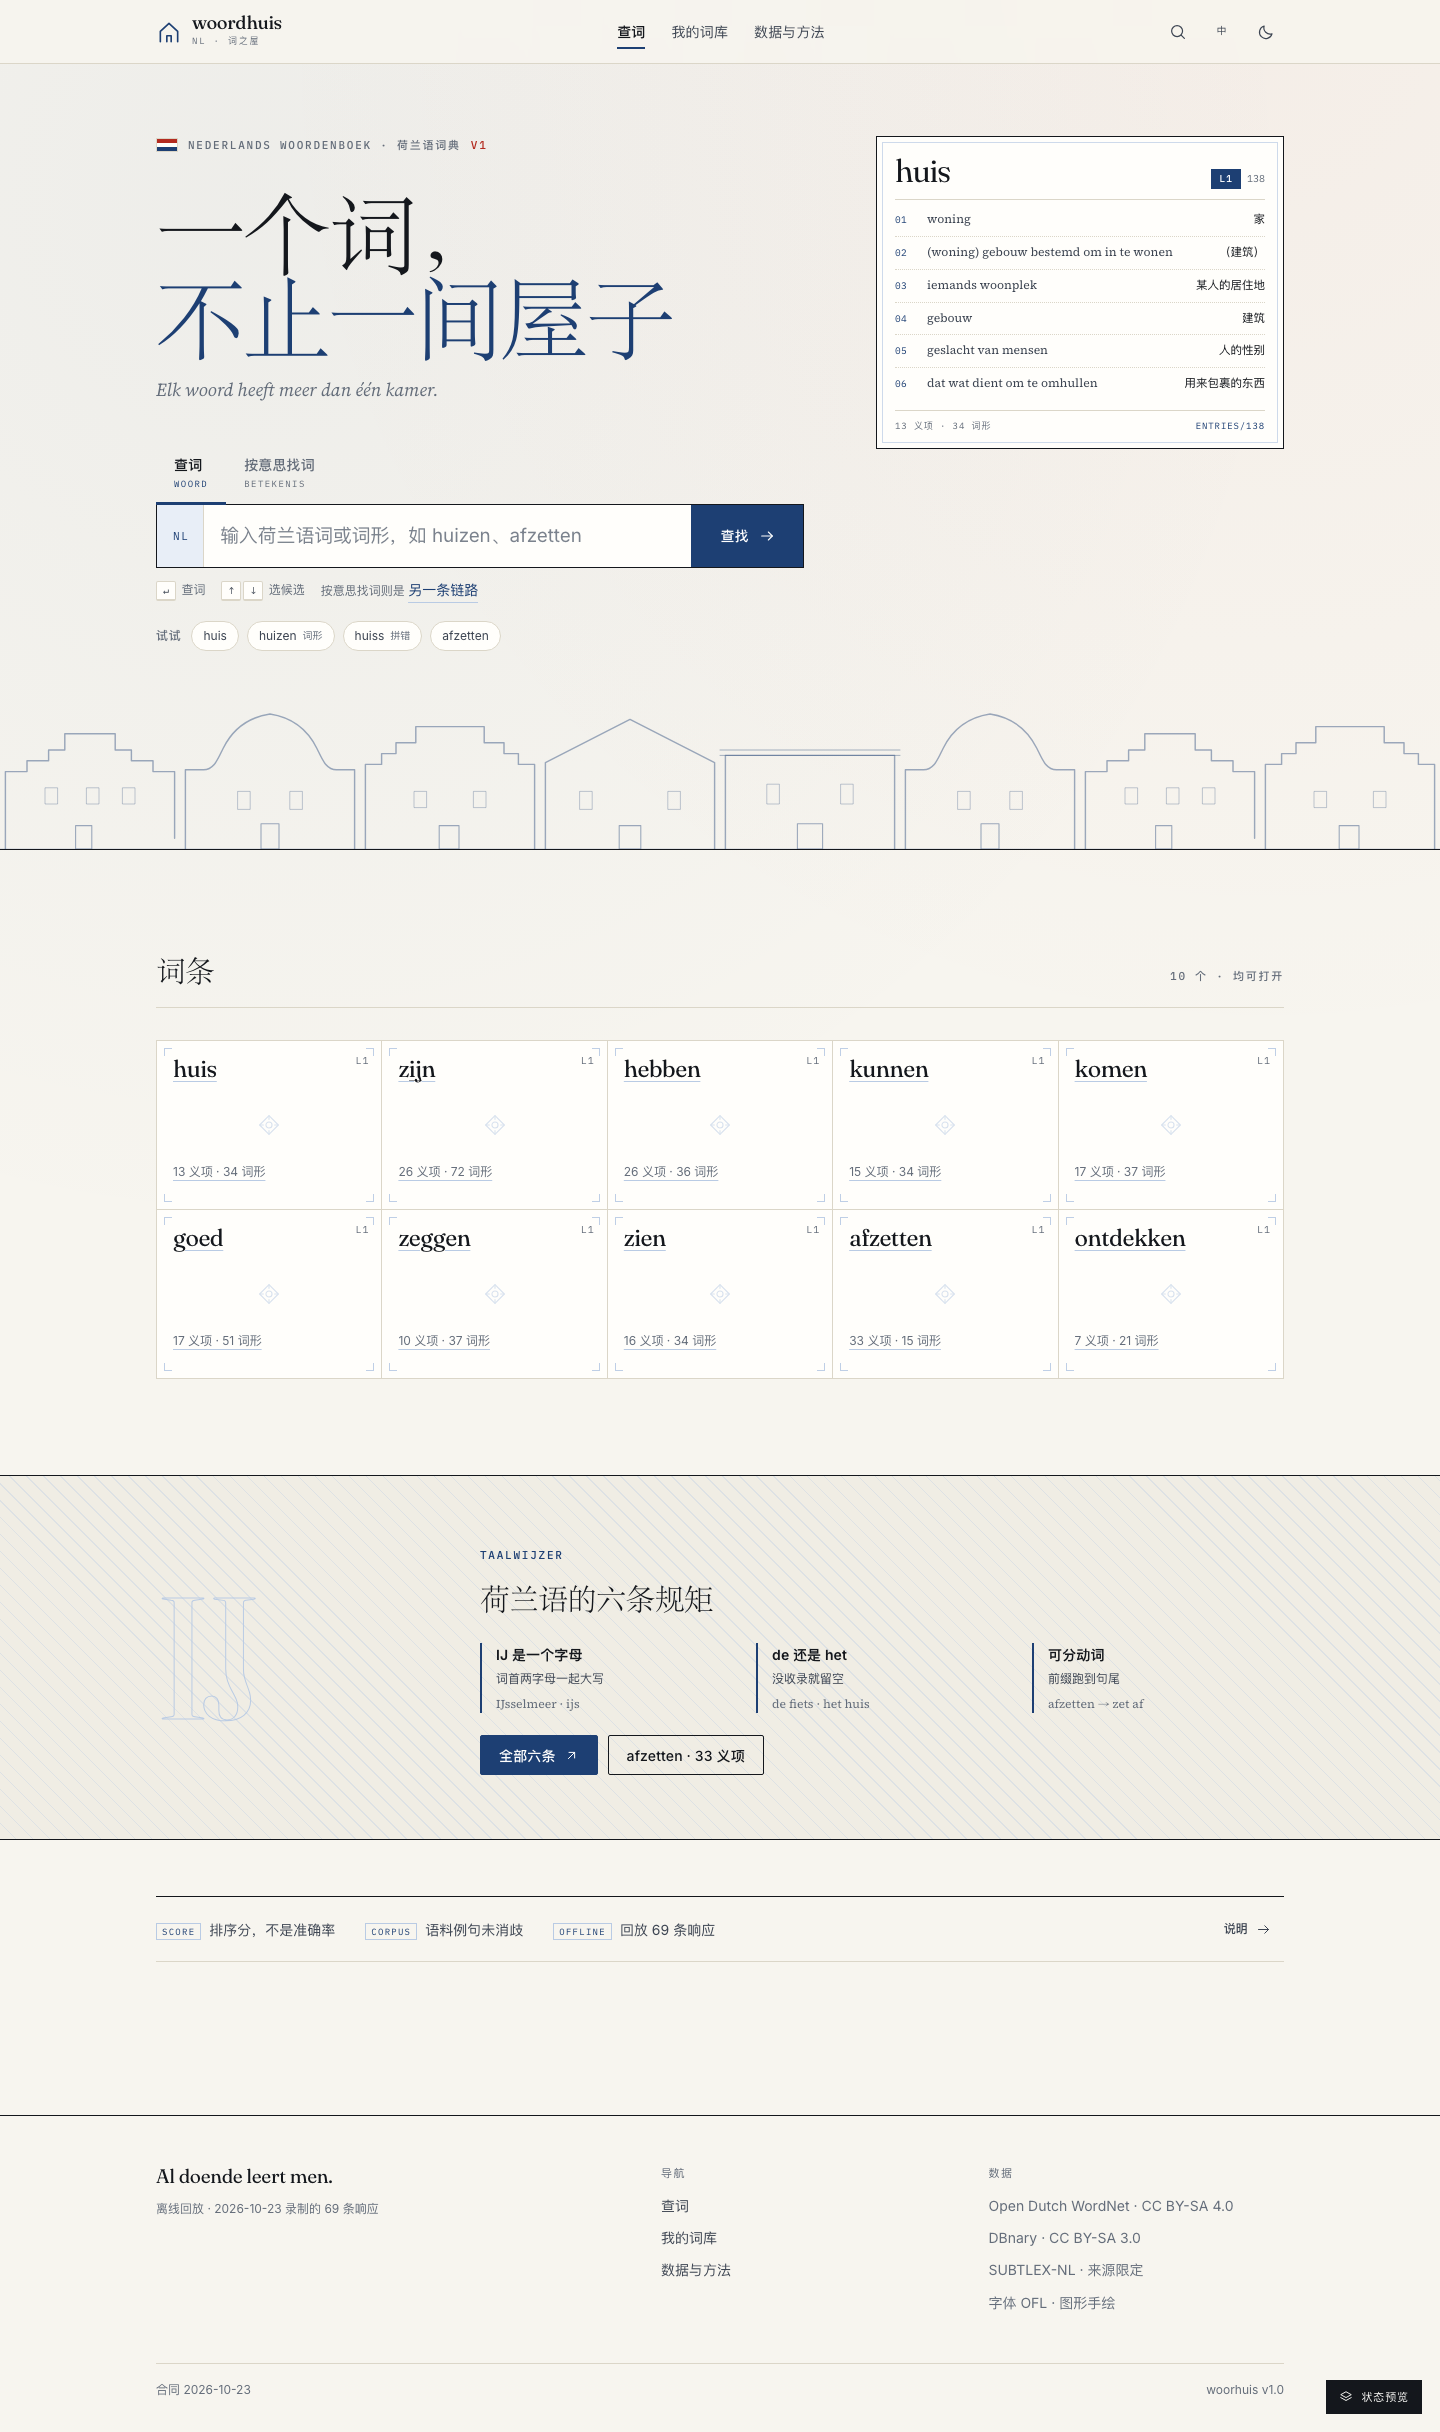 woordhuis
NL · 词之屋
查词
我的词库
数据与方法
中
NEDERLANDS WOORDENBOEK · 荷兰语词典 V1
一个词，
不止一间屋子
Elk woord heeft meer dan één kamer.
huis
L1 138
01 woning 家
02 (woning) gebouw bestemd om in te wonen （建筑）
03 iemands woonplek 某人的居住地
04 gebouw 建筑
05 geslacht van mensen 人的性别
06 dat wat dient om te omhullen 用来包裹的东西
13 义项 · 34 词形 ENTRIES/138
查词
WOORD
按意思找词
BETEKENIS
NL 输入荷兰语词或词形，如 huizen、afzetten 查找 →
↵ 查词 ↑ ↓ 选候选 按意思找词则是 另一条链路
试试 huis huizen 词形 huiss 拼错 afzetten
词条
10 个 · 均可打开
huis L1
13 义项 · 34 词形
zijn L1
26 义项 · 72 词形
hebben L1
26 义项 · 36 词形
kunnen L1
15 义项 · 34 词形
komen L1
17 义项 · 37 词形
goed L1
17 义项 · 51 词形
zeggen L1
10 义项 · 37 词形
zien L1
16 义项 · 34 词形
afzetten L1
33 义项 · 15 词形
ontdekken L1
7 义项 · 21 词形
IJ
TAALWIJZER
荷兰语的六条规矩
IJ 是一个字母
词首两字母一起大写
IJsselmeer · ijs
de 还是 het
没收录就留空
de fiets · het huis
可分动词
前缀跑到句尾
afzetten → zet af
全部六条
afzetten · 33 义项
SCORE 排序分，不是准确率
CORPUS 语料例句未消歧
OFFLINE 回放 69 条响应
说明 →
Al doende leert men.
离线回放 · 2026-10-23 录制的 69 条响应
导航
查词
我的词库
数据与方法
数据
Open Dutch WordNet · CC BY-SA 4.0
DBnary · CC BY-SA 3.0
SUBTLEX-NL · 来源限定
字体 OFL · 图形手绘
合同 2026-10-23
woorhuis v1.0
状态预览